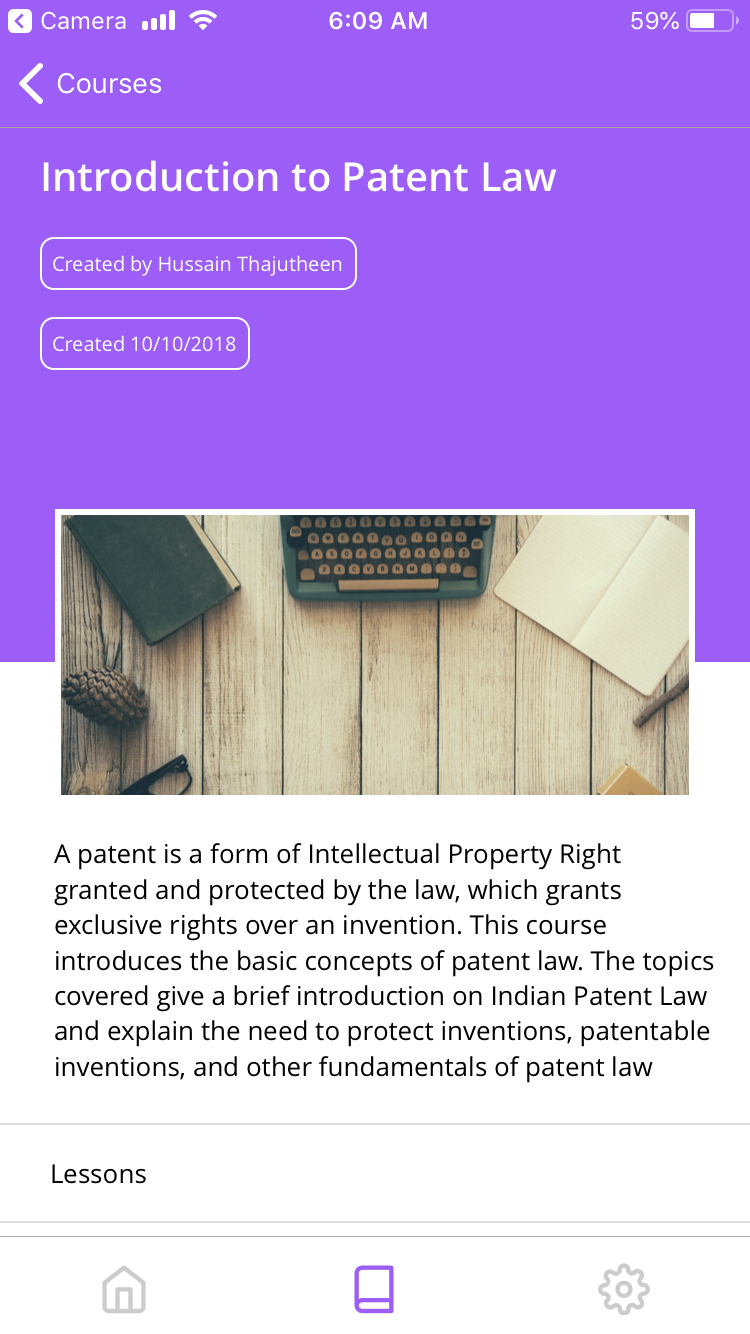 Camera 6:09 AM 59%
Courses
Introduction to Patent Law
Created by Hussain Thajutheen
Created 10/10/2018
A patent is a form of Intellectual Property Right
granted and protected by the law, which grants
exclusive rights over an invention. This course
introduces the basic concepts of patent law. The topics
covered give a brief introduction on Indian Patent Law
and explain the need to protect inventions, patentable
inventions, and other fundamentals of patent law
Lessons